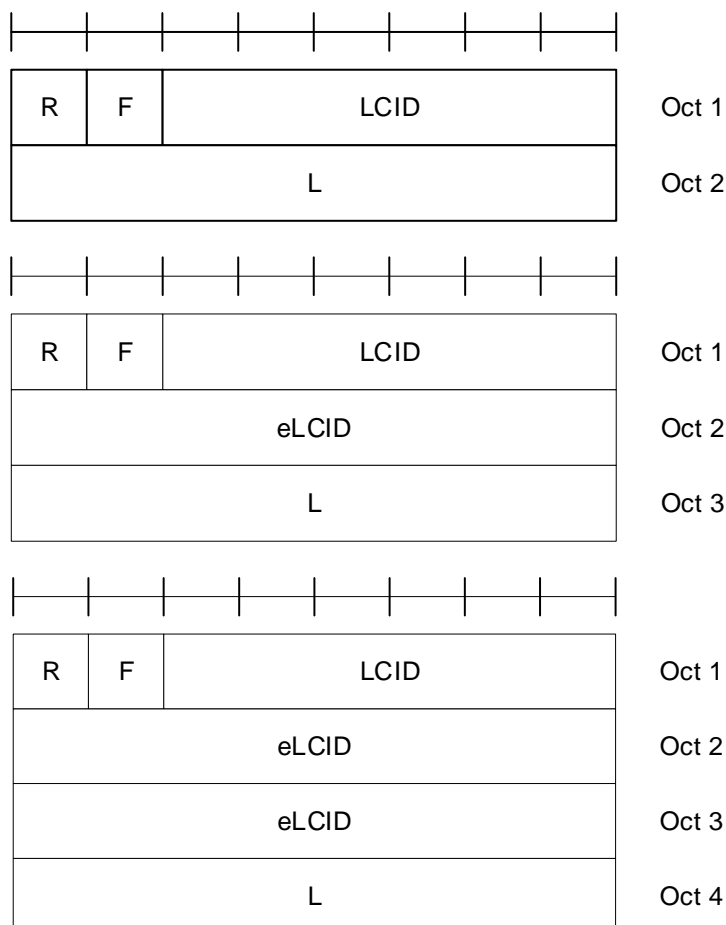 R F LCID Oct 1
L Oct 2
R F LCID Oct 1
eLCID Oct 2
L Oct 3
R F LCID Oct 1
eLCID Oct 2
eLCID Oct 3
L Oct 4